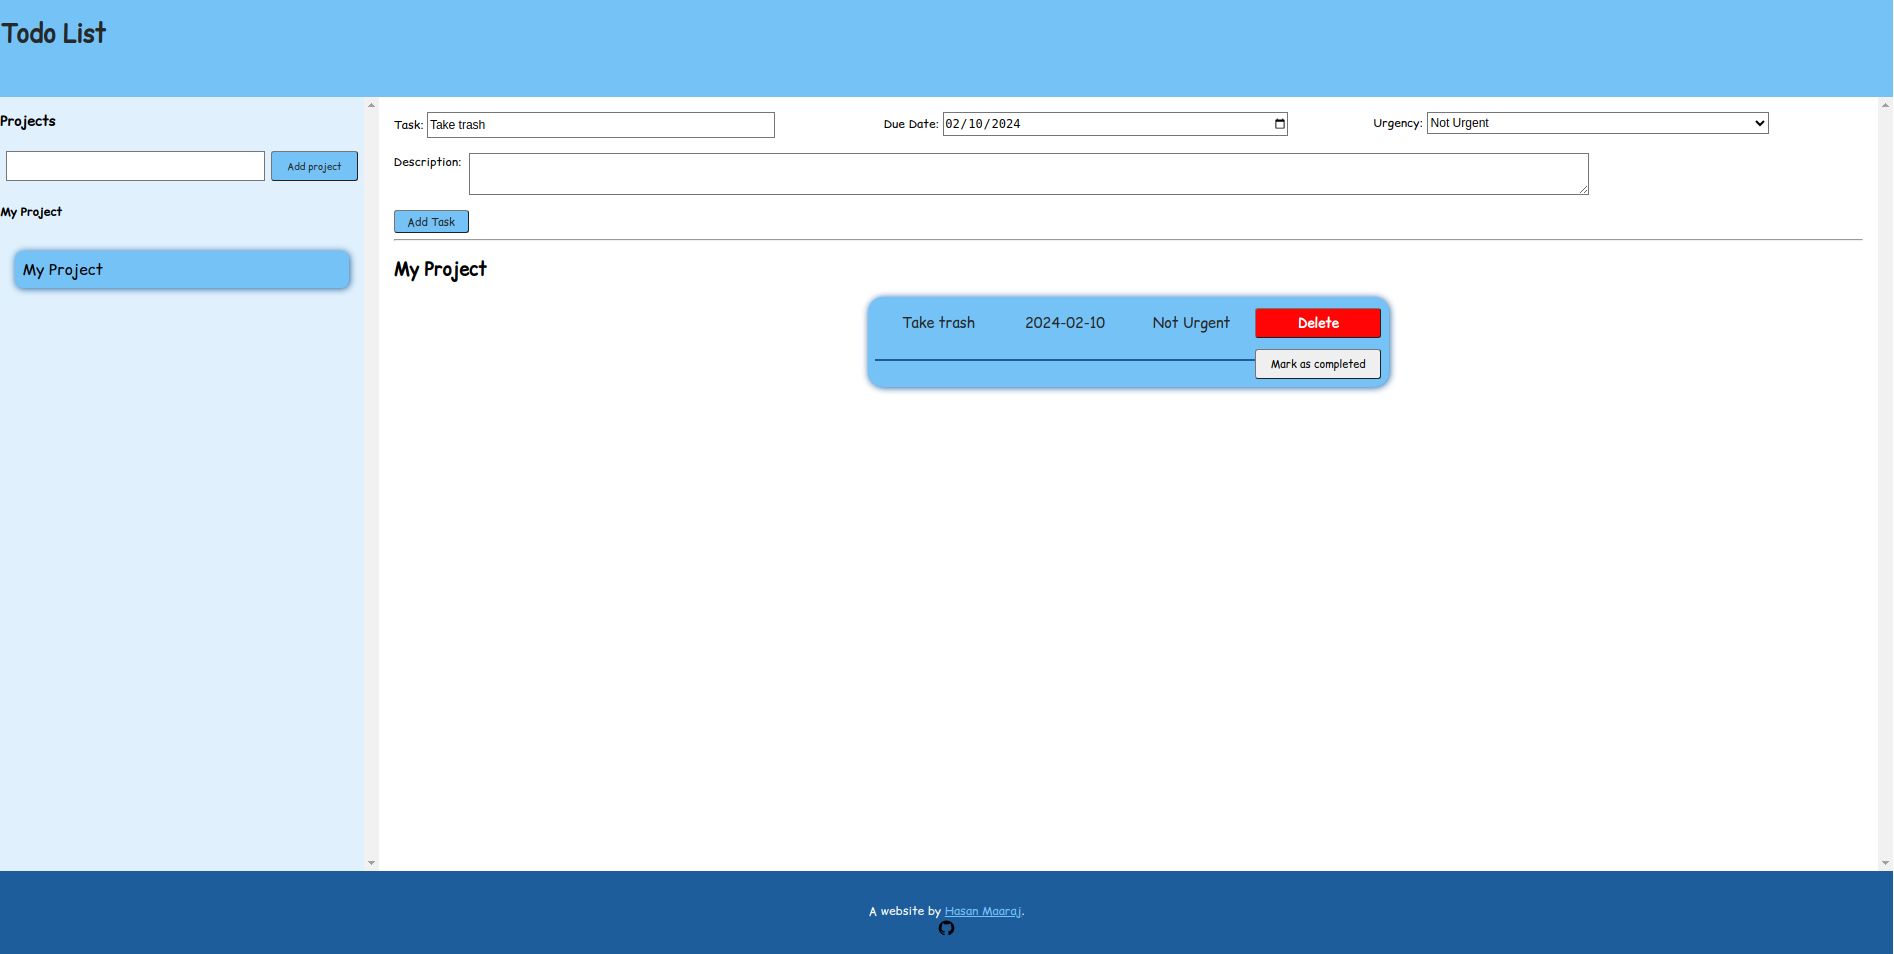 Todo List
Projects
Add project
My Project
My Project
Task: Take trash
Due Date: 02/10/2024
Urgency: Not Urgent
Description:
Add Task
My Project
Take trash 2024-02-10 Not Urgent Delete
Mark as completed
A website by Hasan Maaraj.